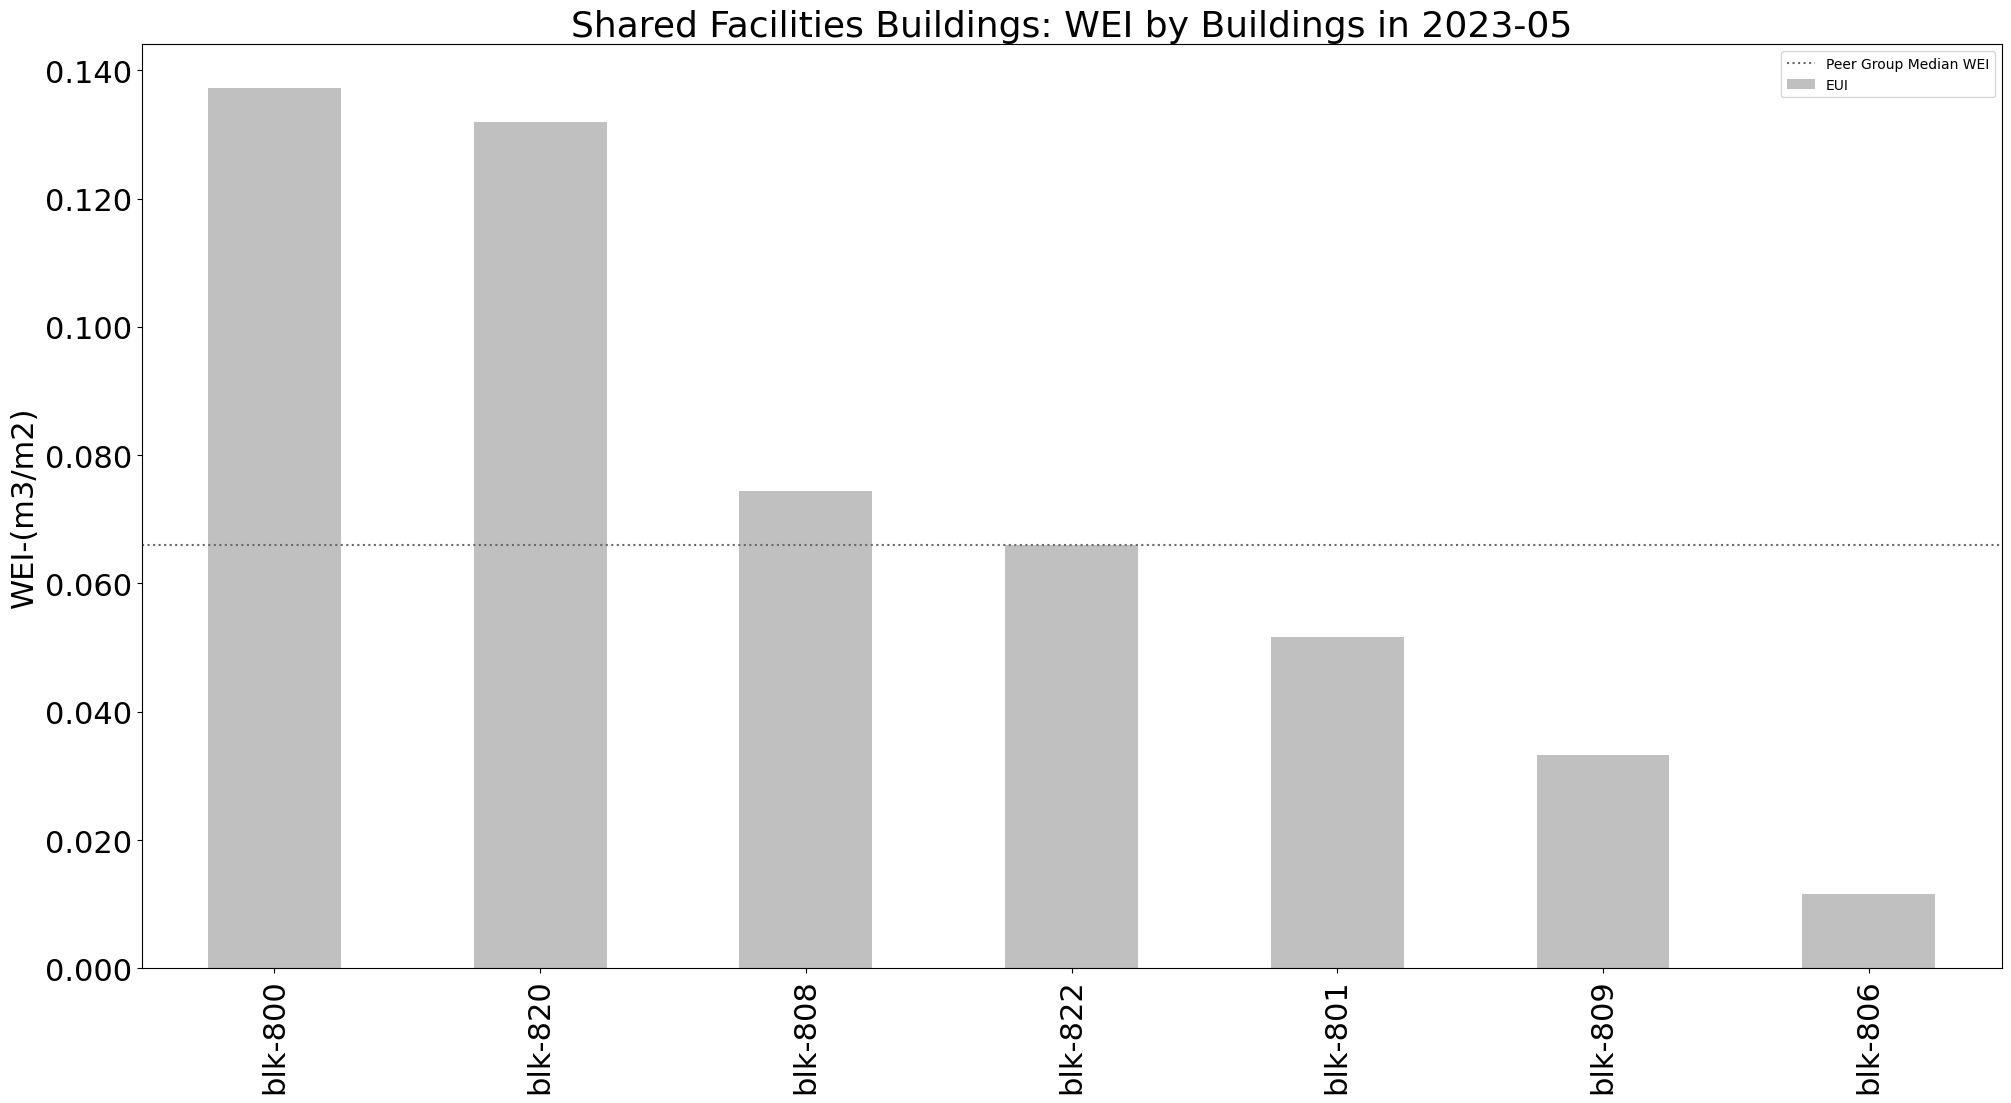 Shared Facilities Buildings: WEI by Buildings in 2023-05
Peer Group Median WEI
EUI
WEI-(m3/m2)
0.140
0.120
0.100
0.080
0.060
0.040
0.020
0.000
blk-800
blk-820
blk-808
blk-822
blk-801
blk-809
blk-806